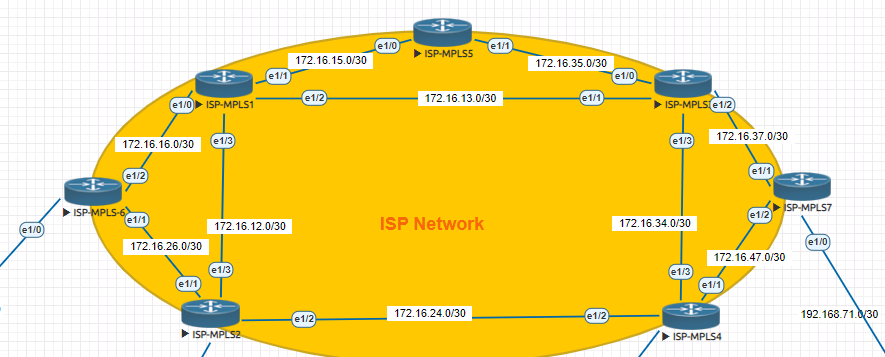 ISP-MPLS5
e1/0
e1/1
172.16.15.0/30
172.16.35.0/30
e1/1
e1/0
ISP-MPLS1
e1/2
172.16.13.0/30
e1/1
e1/2
e1/0
e1/3
e1/3
172.16.37.0/30
172.16.16.0/30
e1/2
e1/1
ISP-MPLS-6
e1/1
ISP-MPLS7
e1/2
e1/0
172.16.12.0/30
ISP Network
172.16.34.0/30
e1/0
172.16.26.0/30
172.16.47.0/30
e1/3
e1/3
e1/1
e1/1
172.16.24.0/30
192.168.71.0/30
e1/2
e1/2
ISP-MPLS2
ISP-MPLS4